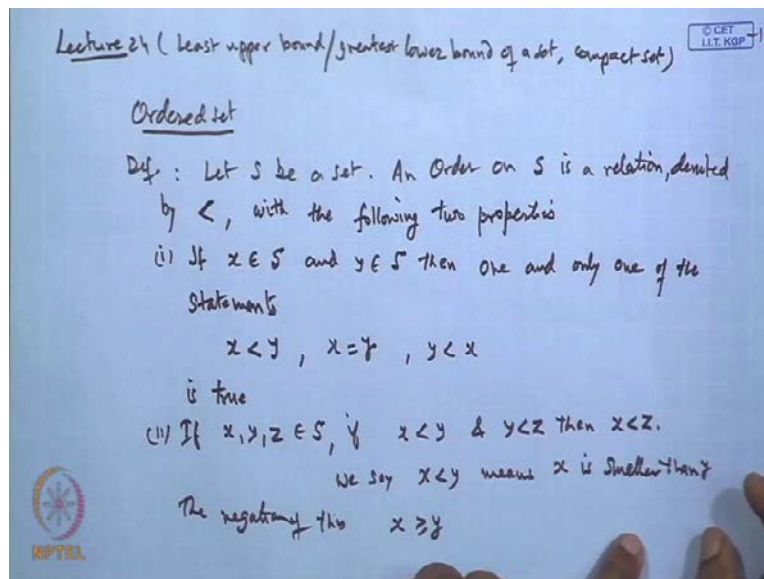 Lecture 24 ( Least upper bound/greatest lower bound of a set, compact set)
© CET
I.I.T. KGP
Ordered set
Def : Let S be a set. An Order on S is a relation, denoted
by <, with the following two properties
(i) If x ∈ S and y ∈ S then one and only one of the
Statements
x < y , x = y , y < x
is true
(ii) If x, y, z ∈ S, if x < y & y < z then x < z.
we say x < y means x is smaller than y
The negation of this x ≥ y
NPTEL